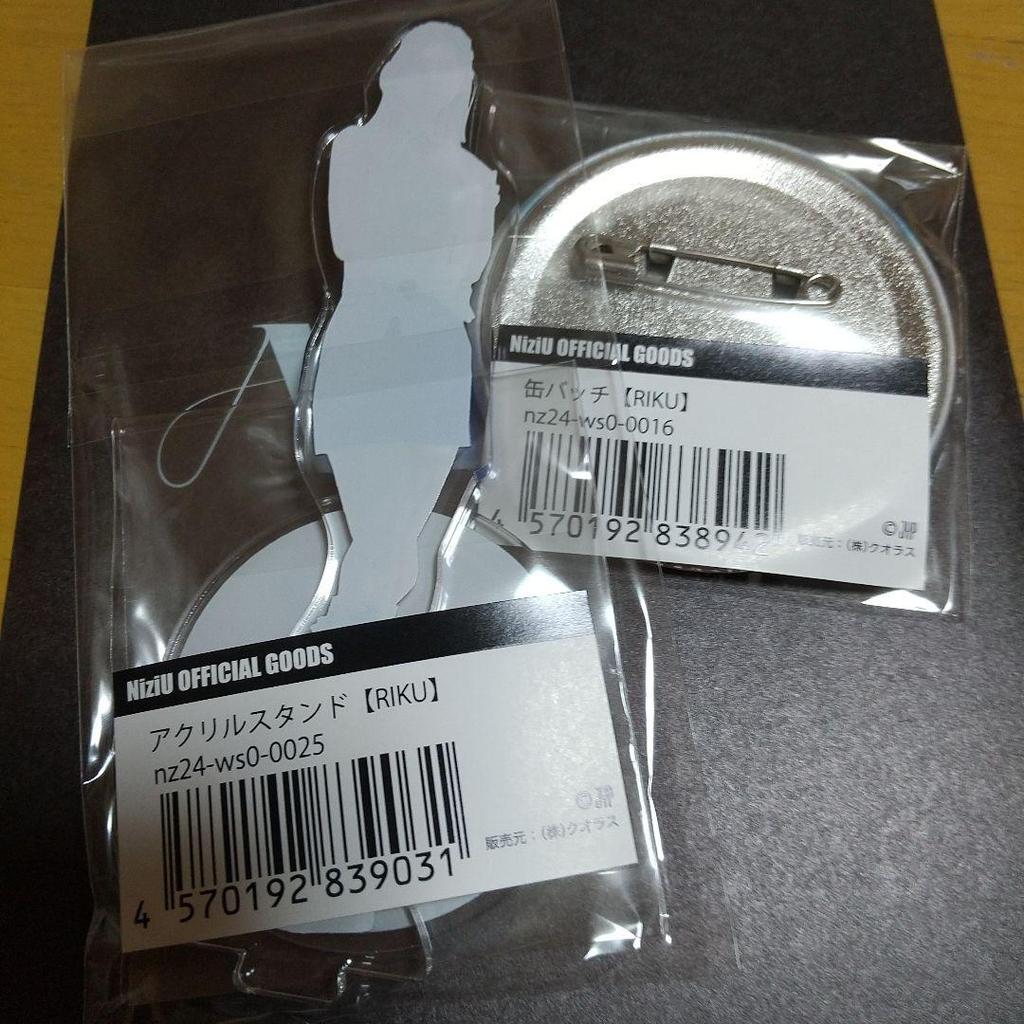 NiziU OFFICIAL GOODS
缶バッチ【RIKU】
nz24-ws0-0016
4 570192 838942
販売元：(株)クオラス
NiziU OFFICIAL GOODS
アクリルスタンド【RIKU】
nz24-ws0-0025
4 570192 839031
販売元：(株)クオラス